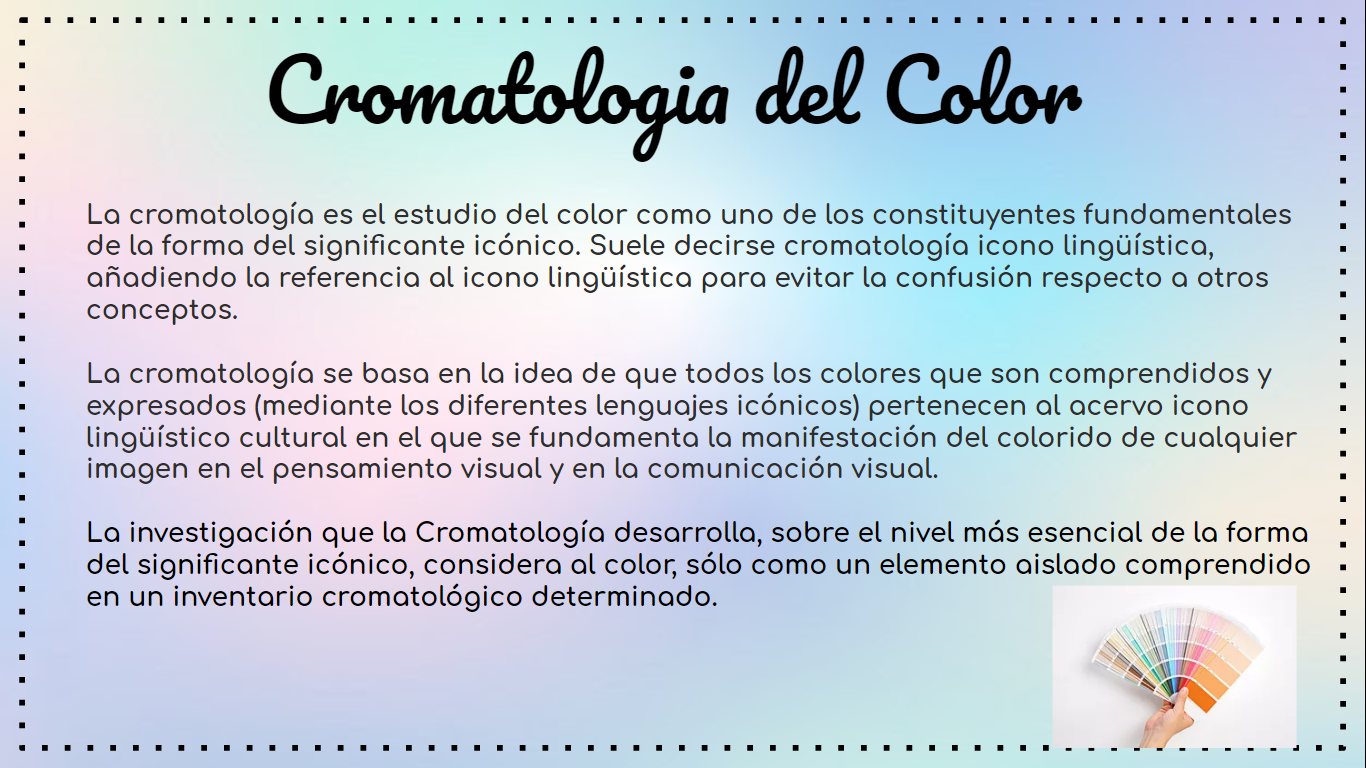 Cromatologia del Color
La cromatología es el estudio del color como uno de los constituyentes fundamentales
de la forma del significante icónico. Suele decirse cromatología icono lingüística,
añadiendo la referencia al icono lingüística para evitar la confusión respecto a otros
conceptos.
La cromatología se basa en la idea de que todos los colores que son comprendidos y
expresados (mediante los diferentes lenguajes icónicos) pertenecen al acervo icono
lingüístico cultural en el que se fundamenta la manifestación del colorido de cualquier
imagen en el pensamiento visual y en la comunicación visual.
La investigación que la Cromatología desarrolla, sobre el nivel más esencial de la forma
del significante icónico, considera al color, sólo como un elemento aislado comprendido
en un inventario cromatológico determinado.